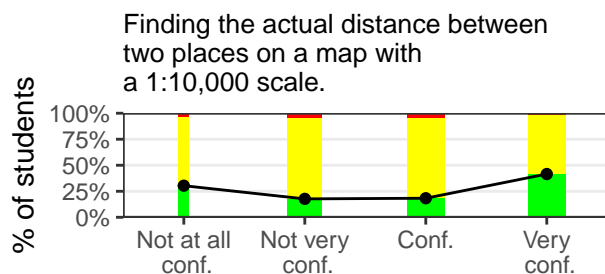 Finding the actual distance between
two places on a map with
a 1:10,000 scale.
% of students
100%
75%
50%
25%
0%
Not at all
conf.
Not very
conf.
Conf.
Very
conf.